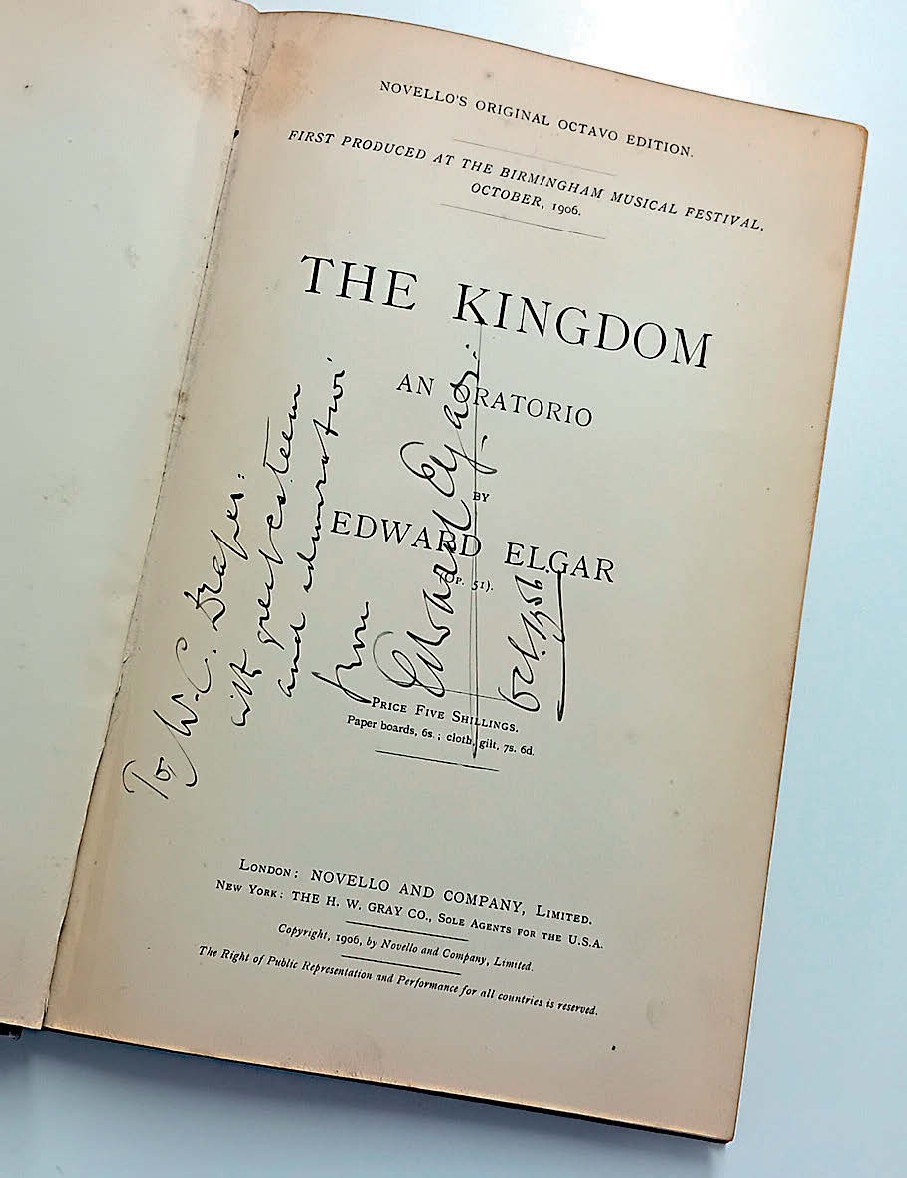 NOVELLO'S ORIGINAL OCTAVO EDITION.
FIRST PRODUCED AT THE BIRMINGHAM MUSICAL FESTIVAL,
OCTOBER, 1906.
THE KINGDOM
AN ORATORIO
BY
EDWARD ELGAR
(OP. 51).
PRICE FIVE SHILLINGS.
Paper boards, 6s.; cloth, gilt, 7s. 6d.
LONDON: NOVELLO AND COMPANY, LIMITED.
NEW YORK: THE H. W. GRAY CO., SOLE AGENTS FOR THE U.S.A.
Copyright, 1906, by Novello and Company, Limited.
The Right of Public Representation and Performance for all countries is reserved.
To W. C. Draper:
with great esteem
and admiration
from
Edward Elgar.
Oct. 1906